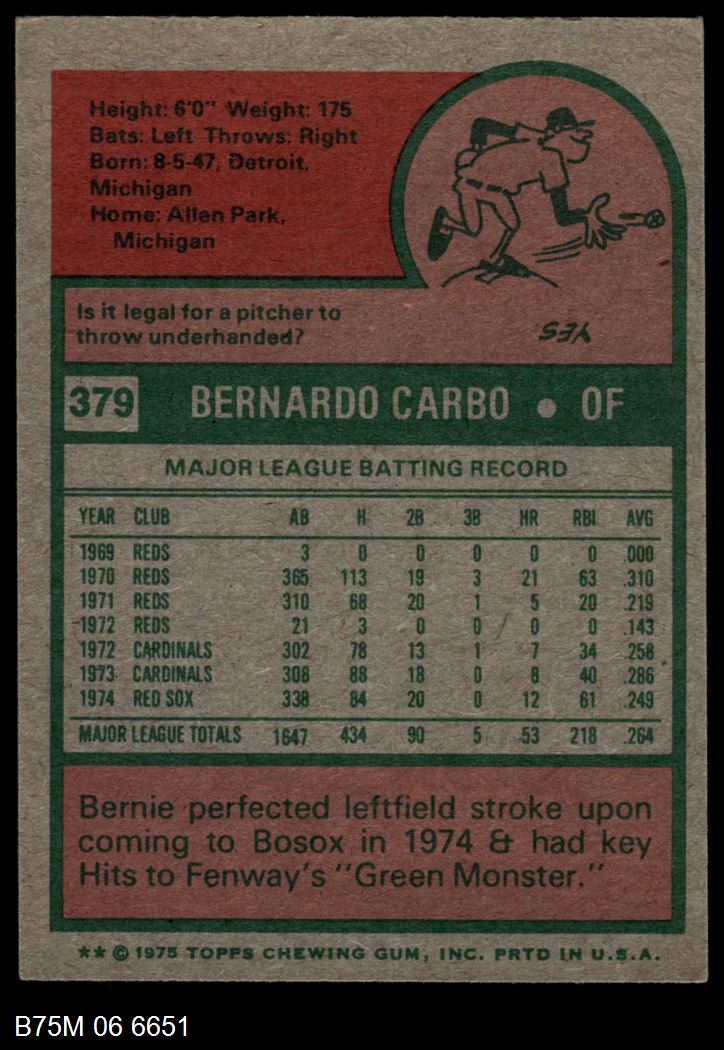 Height: 6'0" Weight: 175
Bats: Left Throws: Right
Born: 8-5-47, Detroit,
Michigan
Home: Allen Park,
Michigan
Is it legal for a pitcher to
throw underhanded?
YES
379 BERNARDO CARBO • OF
MAJOR LEAGUE BATTING RECORD
YEAR CLUB AB H 2B 3B HR RBI AVG
1969 REDS 3 0 0 0 0 0 .000
1970 REDS 365 113 19 3 21 63 .310
1971 REDS 310 68 20 1 5 20 .219
1972 REDS 21 3 0 0 0 0 .143
1972 CARDINALS 302 78 13 1 7 34 .258
1973 CARDINALS 308 88 18 0 8 40 .286
1974 RED SOX 338 84 20 0 12 61 .249
MAJOR LEAGUE TOTALS 1647 434 90 5 53 218 .264
Bernie perfected leftfield stroke upon
coming to Bosox in 1974 & had key
Hits to Fenway's "Green Monster."
** © 1975 TOPPS CHEWING GUM, INC. PRTD IN U.S.A.
B75M 06 6651